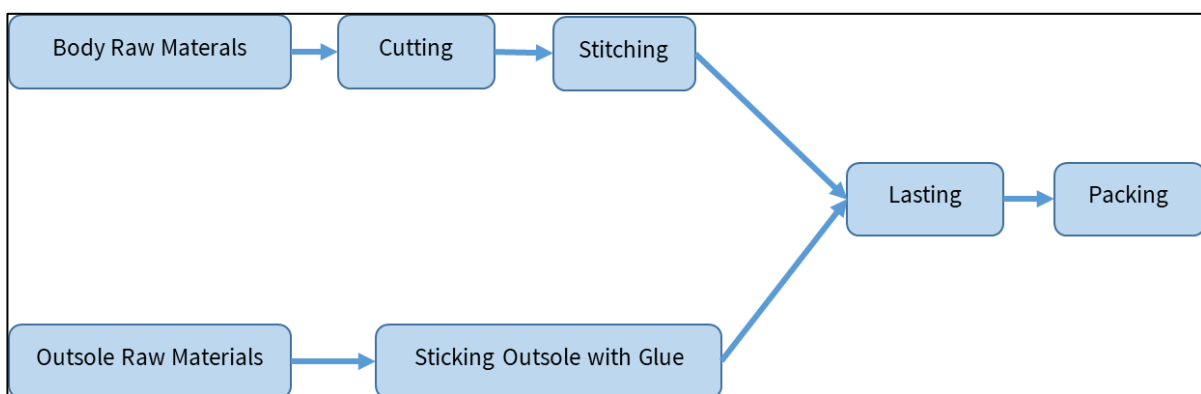 Body Raw Materals
Cutting
Stitching
Lasting
Packing
Outsole Raw Materials
Sticking Outsole with Glue